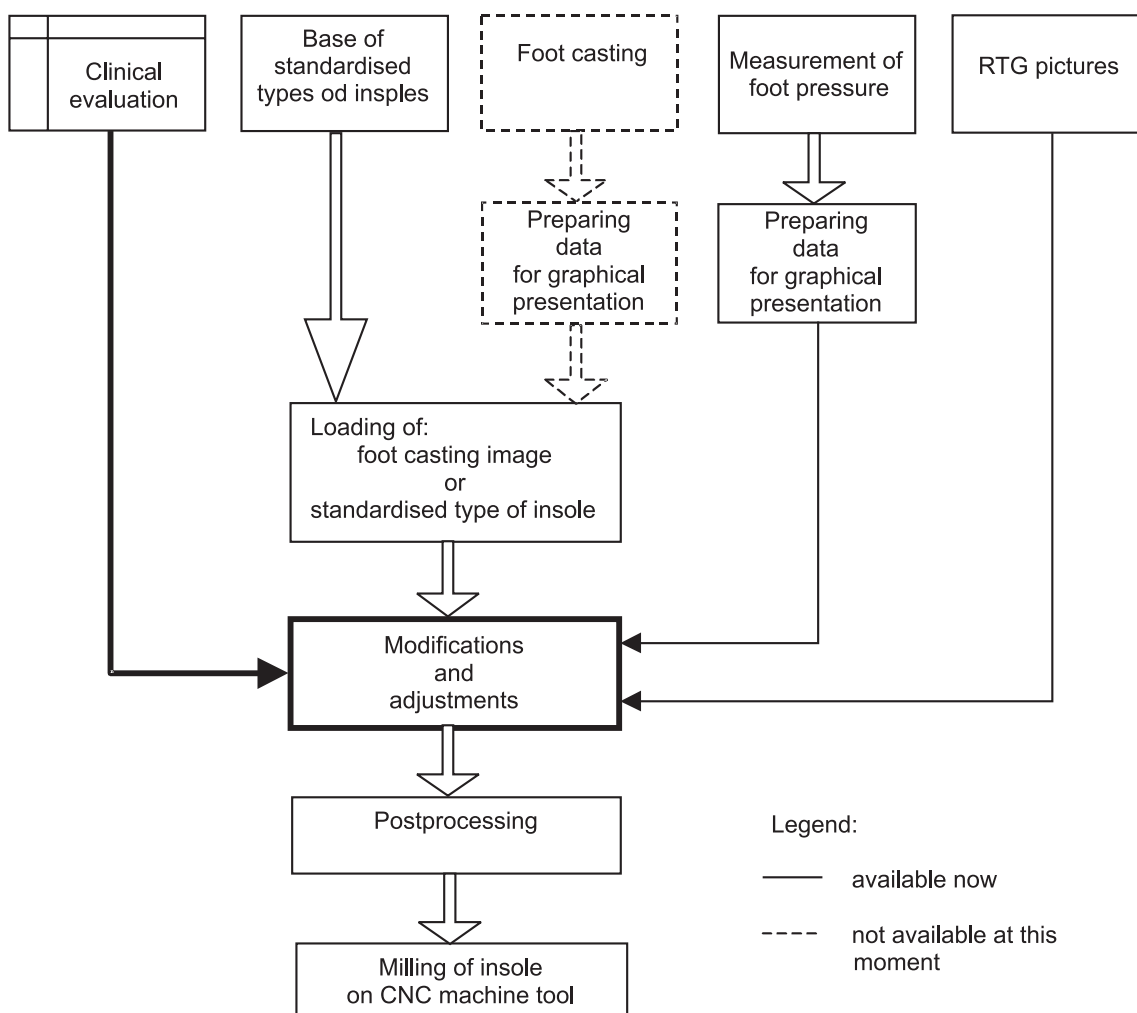 Clinical
evaluation
Base of
standardised
types od insples
Foot casting
Measurement of
foot pressure
RTG pictures
Preparing
data
for graphical
presentation
Preparing
data
for graphical
presentation
Loading of:
foot casting image
or
standardised type of insole
Modifications
and
adjustments
Postprocessing
Milling of insole
on CNC machine tool
Legend:
available now
not available at this
moment